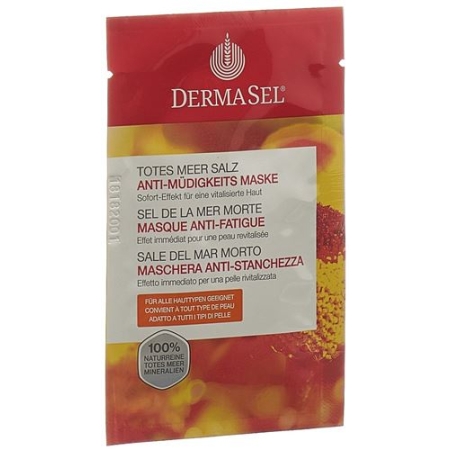 DERMASEL®
TOTES MEER SALZ
ANTI-MÜDIGKEITS MASKE
Sofort-Effekt für eine vitalisierte Haut
SEL DE LA MER MORTE
MASQUE ANTI-FATIGUE
Effet immédiat pour une peau revitalisée
SALE DEL MAR MORTO
MASCHERA ANTI-STANCHEZZA
Effetto immediato per una pelle rivitalizzata
FÜR ALLE HAUTTYPEN GEEIGNET
CONVIENT À TOUT TYPE DE PEAU
ADATTO A TUTTI I TIPI DI PELLE
100%
NATURREINE
TOTES MEER
MINERALIEN